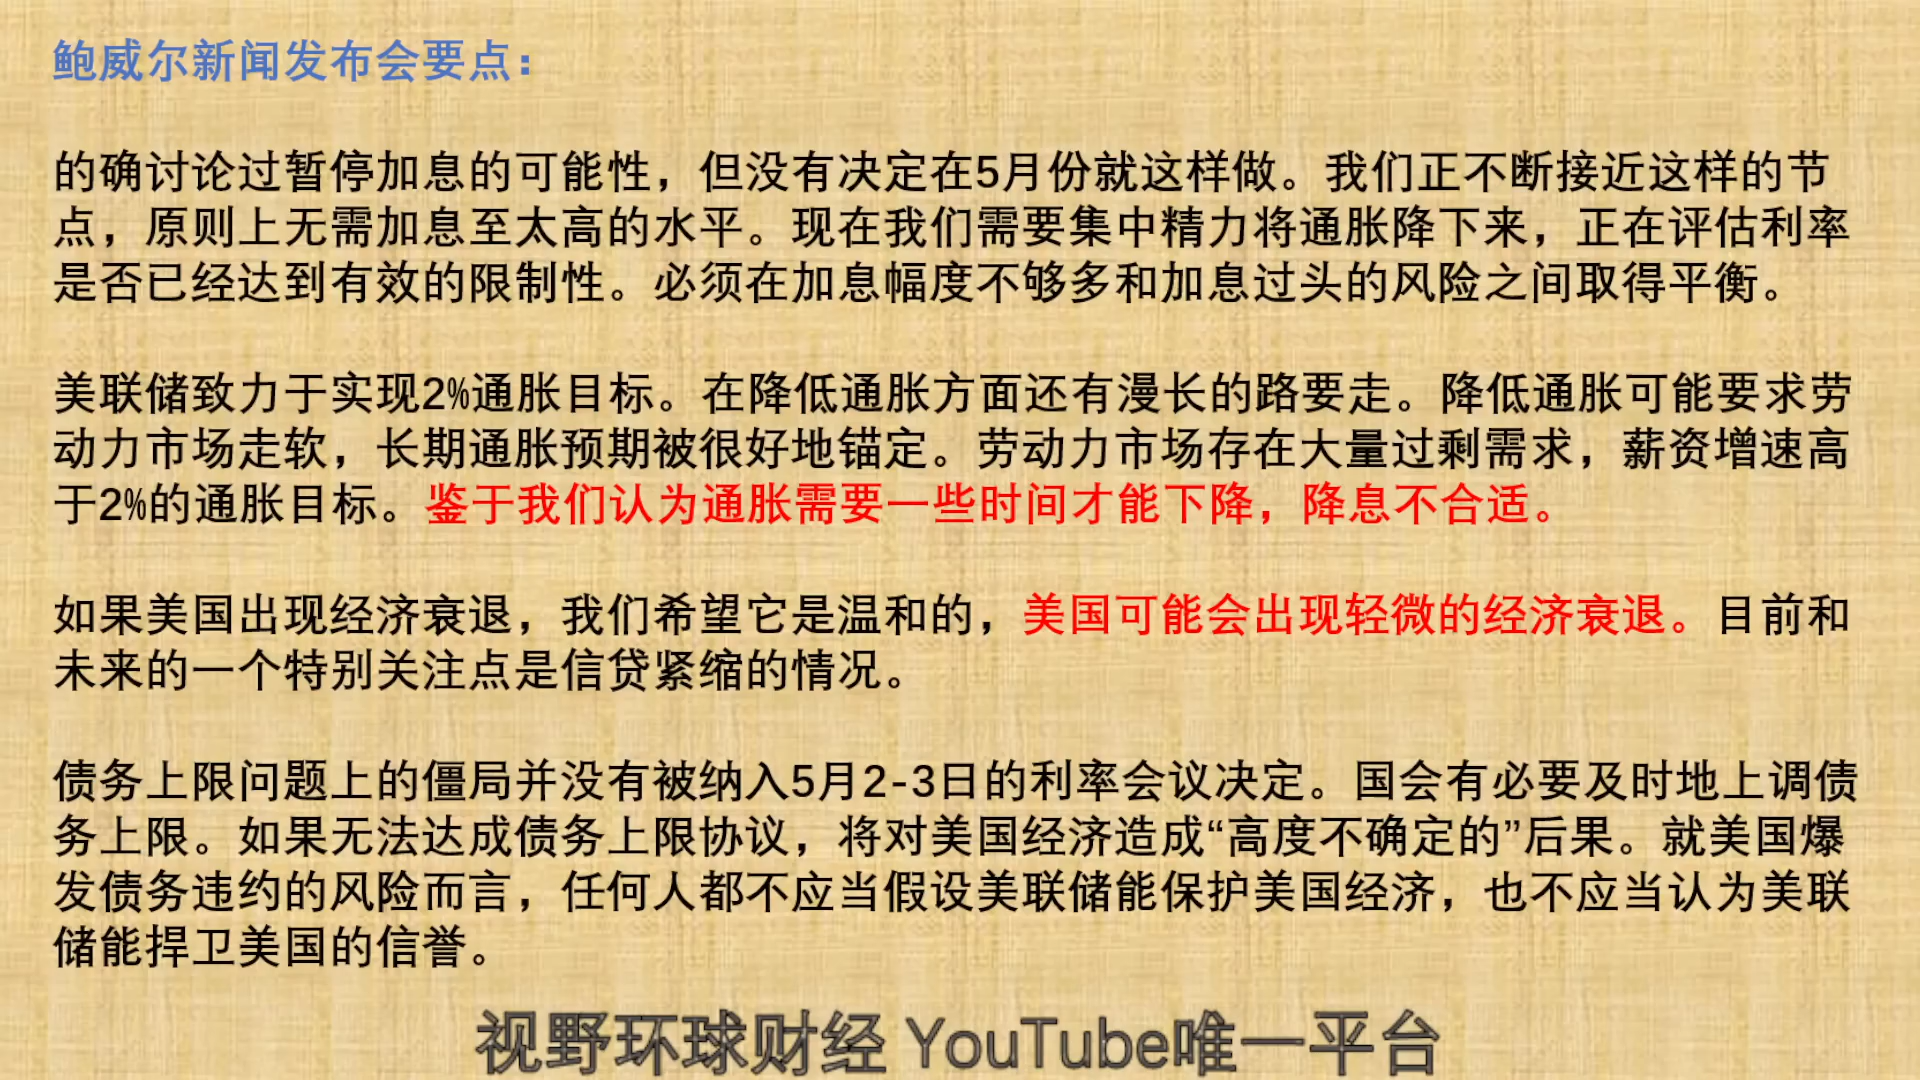 鲍威尔新闻发布会要点：
的确讨论过暂停加息的可能性，但没有决定在5月份就这样做。我们正不断接近这样的节
点，原则上无需加息至太高的水平。现在我们需要集中精力将通胀降下来，正在评估利率
是否已经达到有效的限制性。必须在加息幅度不够多和加息过头的风险之间取得平衡。
美联储致力于实现2%通胀目标。在降低通胀方面还有漫长的路要走。降低通胀可能要求劳
动力市场走软，长期通胀预期被很好地锚定。劳动力市场存在大量过剩需求，薪资增速高
于2%的通胀目标。鉴于我们认为通胀需要一些时间才能下降，降息不合适。
如果美国出现经济衰退，我们希望它是温和的，美国可能会出现轻微的经济衰退。目前和
未来的一个特别关注点是信贷紧缩的情况。
债务上限问题上的僵局并没有被纳入5月2-3日的利率会议决定。国会有必要及时地上调债
务上限。如果无法达成债务上限协议，将对美国经济造成“高度不确定的”后果。就美国爆
发债务违约的风险而言，任何人都不应当假设美联储能保护美国经济，也不应当认为美联
储能捍卫美国的信誉。
视野环球财经 YouTube唯一平台